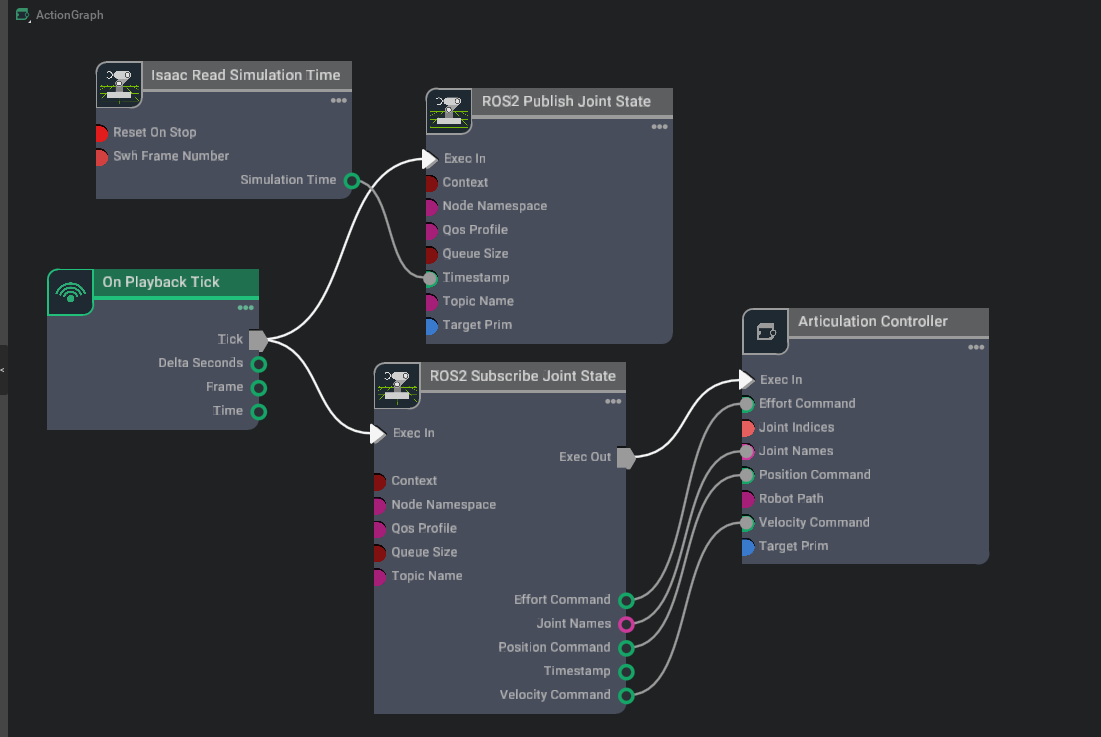 ActionGraph
Isaac Read Simulation Time
Reset On Stop
Swh Frame Number
Simulation Time
ROS2 Publish Joint State
Exec In
Context
Node Namespace
Qos Profile
Queue Size
Timestamp
Topic Name
Target Prim
On Playback Tick
Tick
Delta Seconds
Frame
Time
ROS2 Subscribe Joint State
Exec In
Exec Out
Context
Node Namespace
Qos Profile
Queue Size
Topic Name
Effort Command
Joint Names
Position Command
Timestamp
Velocity Command
Articulation Controller
Exec In
Effort Command
Joint Indices
Joint Names
Position Command
Robot Path
Velocity Command
Target Prim